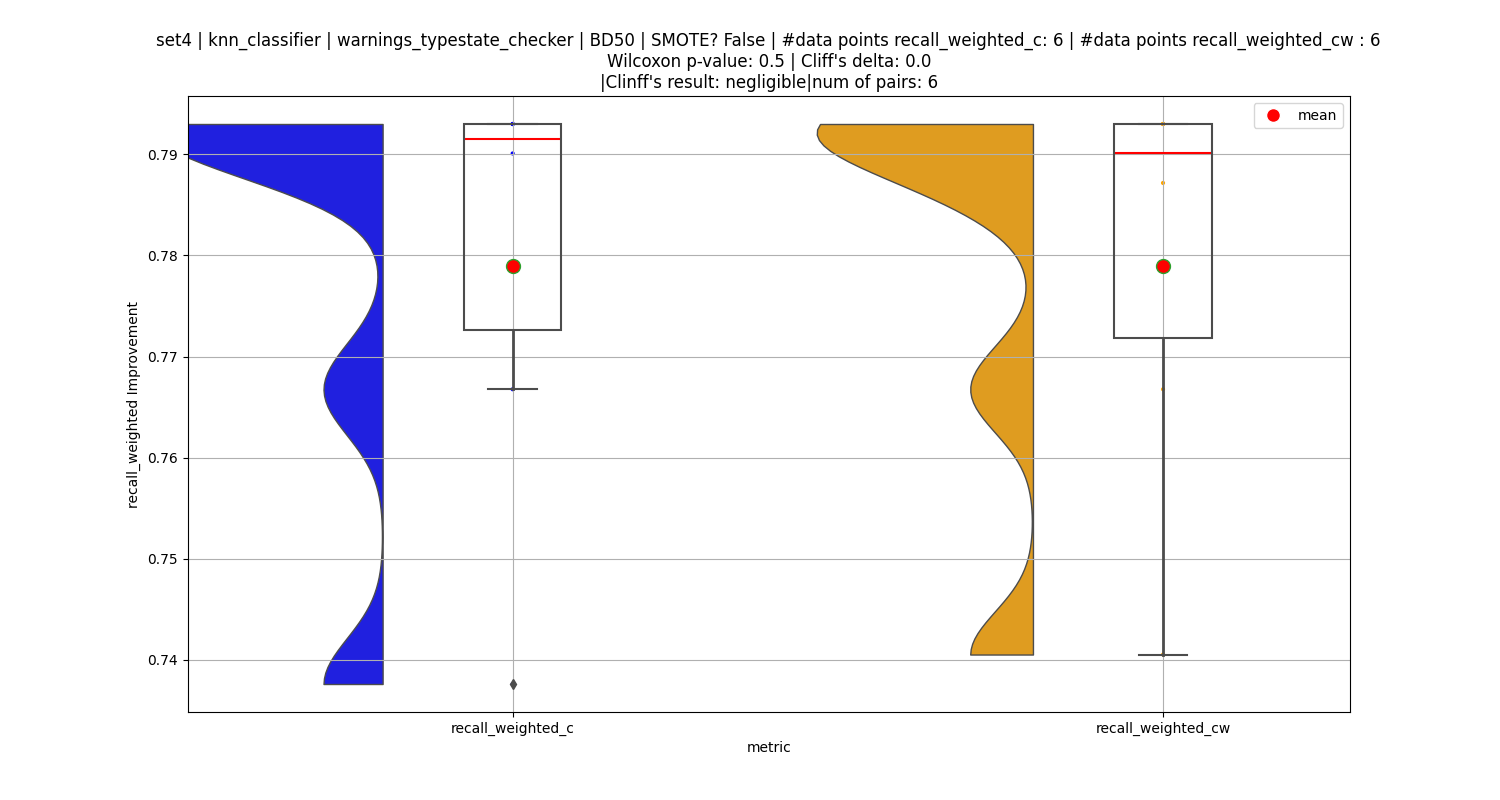 set4 | knn_classifier | warnings_typestate_checker | BD50 | SMOTE? False | #data points recall_weighted_c: 6 | #data points recall_weighted_cw : 6
Wilcoxon p-value: 0.5 | Cliff's delta: 0.0
|Clinff's result: negligible|num of pairs: 6
mean
0.79
0.78
0.77
0.76
0.75
0.74
recall_weighted Improvement
recall_weighted_c
recall_weighted_cw
metric